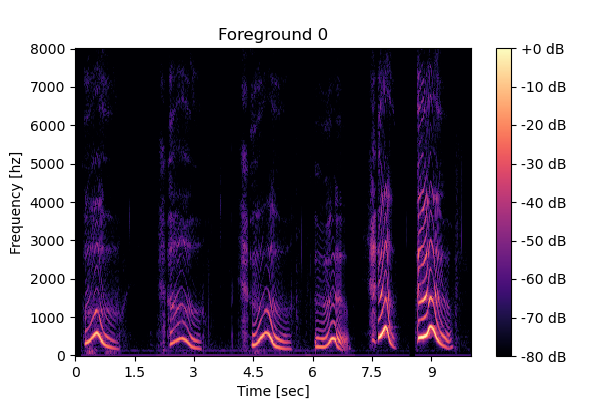 Foreground 0
8000
7000
6000
5000
4000
3000
2000
1000
0
Frequency [hz]
0 1.5 3 4.5 6 7.5 9
Time [sec]
+0 dB
-10 dB
-20 dB
-30 dB
-40 dB
-50 dB
-60 dB
-70 dB
-80 dB